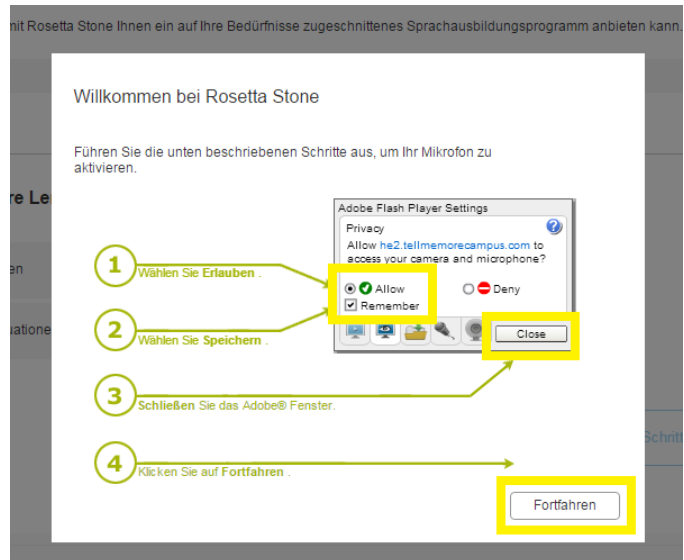 mit Rosetta Stone Ihnen ein auf Ihre Bedürfnisse zugeschnittenes Sprachausbildungsprogramm anbieten kann.
Willkommen bei Rosetta Stone
Führen Sie die unten beschriebenen Schritte aus, um Ihr Mikrofon zu
aktivieren.
re Le
en
uatione
1
Wählen Sie Erlauben .
2
Wählen Sie Speichern .
3
Schließen Sie das Adobe® Fenster.
4
Klicken Sie auf Fortfahren .
Adobe Flash Player Settings
Privacy
Allow he2.tellmemorecampus.com to
access your camera and microphone?
Allow
Deny
Remember
Close
Schritt
Fortfahren